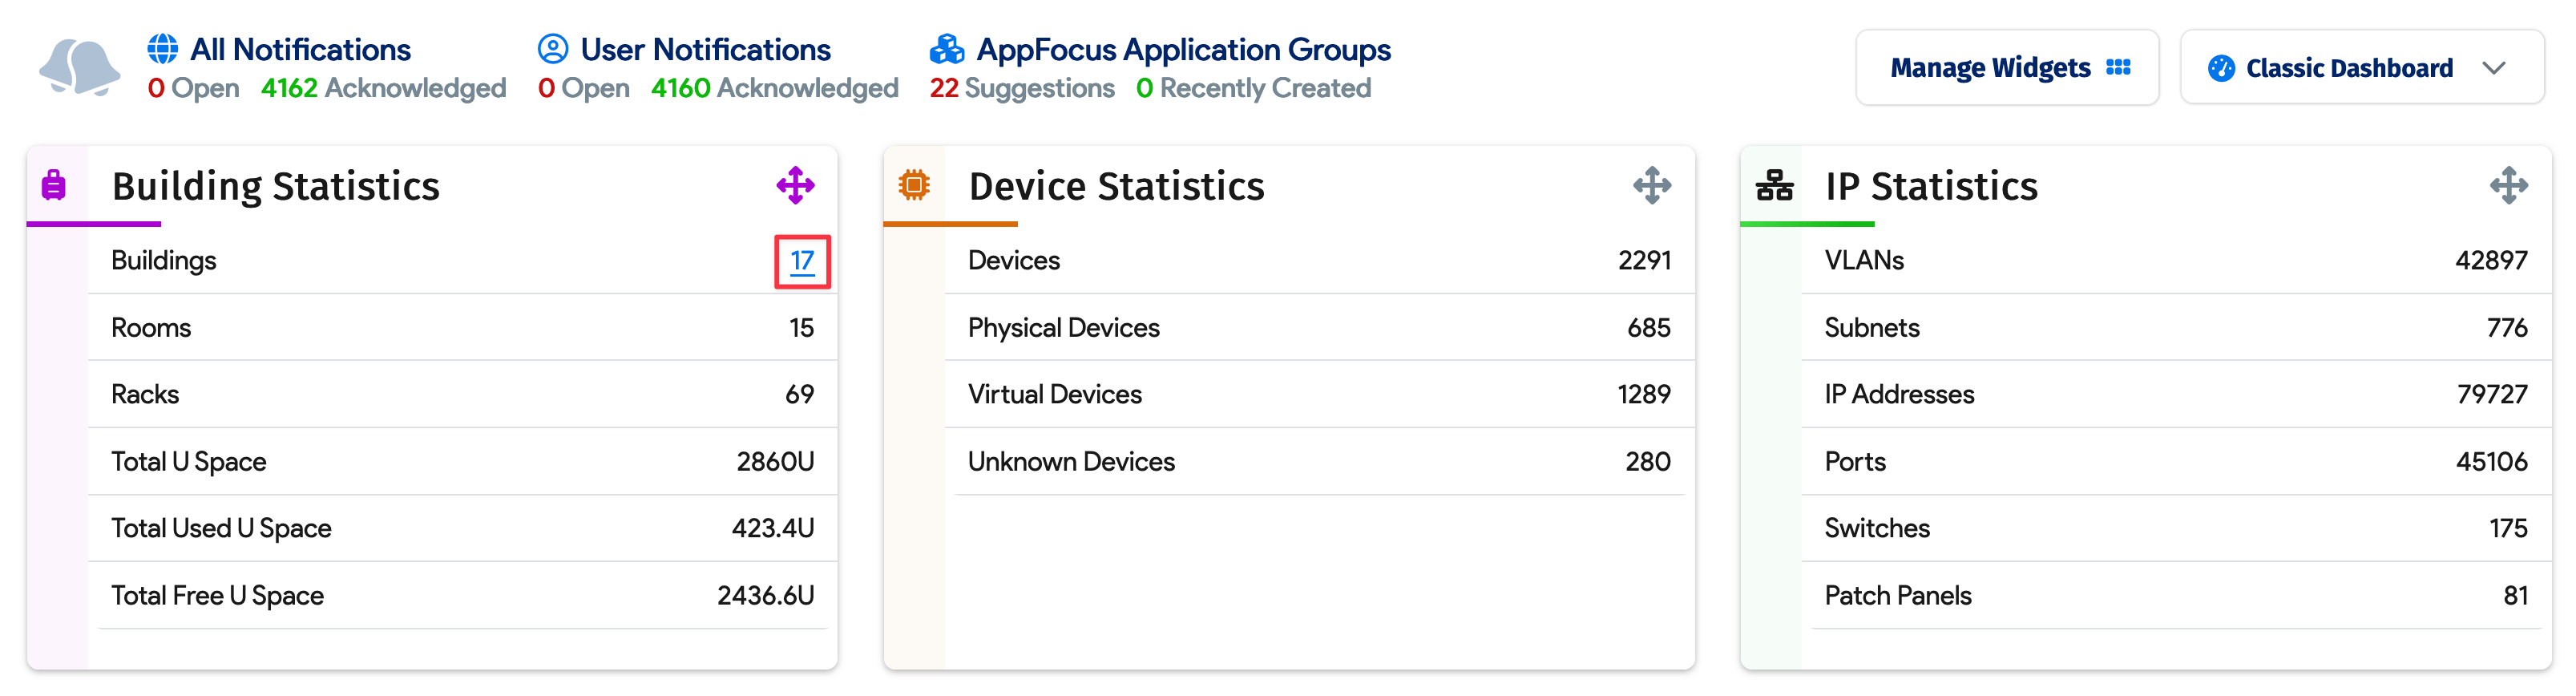 All Notifications
0 Open 4162 Acknowledged
User Notifications
0 Open 4160 Acknowledged
AppFocus Application Groups
22 Suggestions 0 Recently Created
Manage Widgets
Classic Dashboard
Building Statistics
Buildings 17
Rooms 15
Racks 69
Total U Space 2860U
Total Used U Space 423.4U
Total Free U Space 2436.6U
Device Statistics
Devices 2291
Physical Devices 685
Virtual Devices 1289
Unknown Devices 280
IP Statistics
VLANs 42897
Subnets 776
IP Addresses 79727
Ports 45106
Switches 175
Patch Panels 81